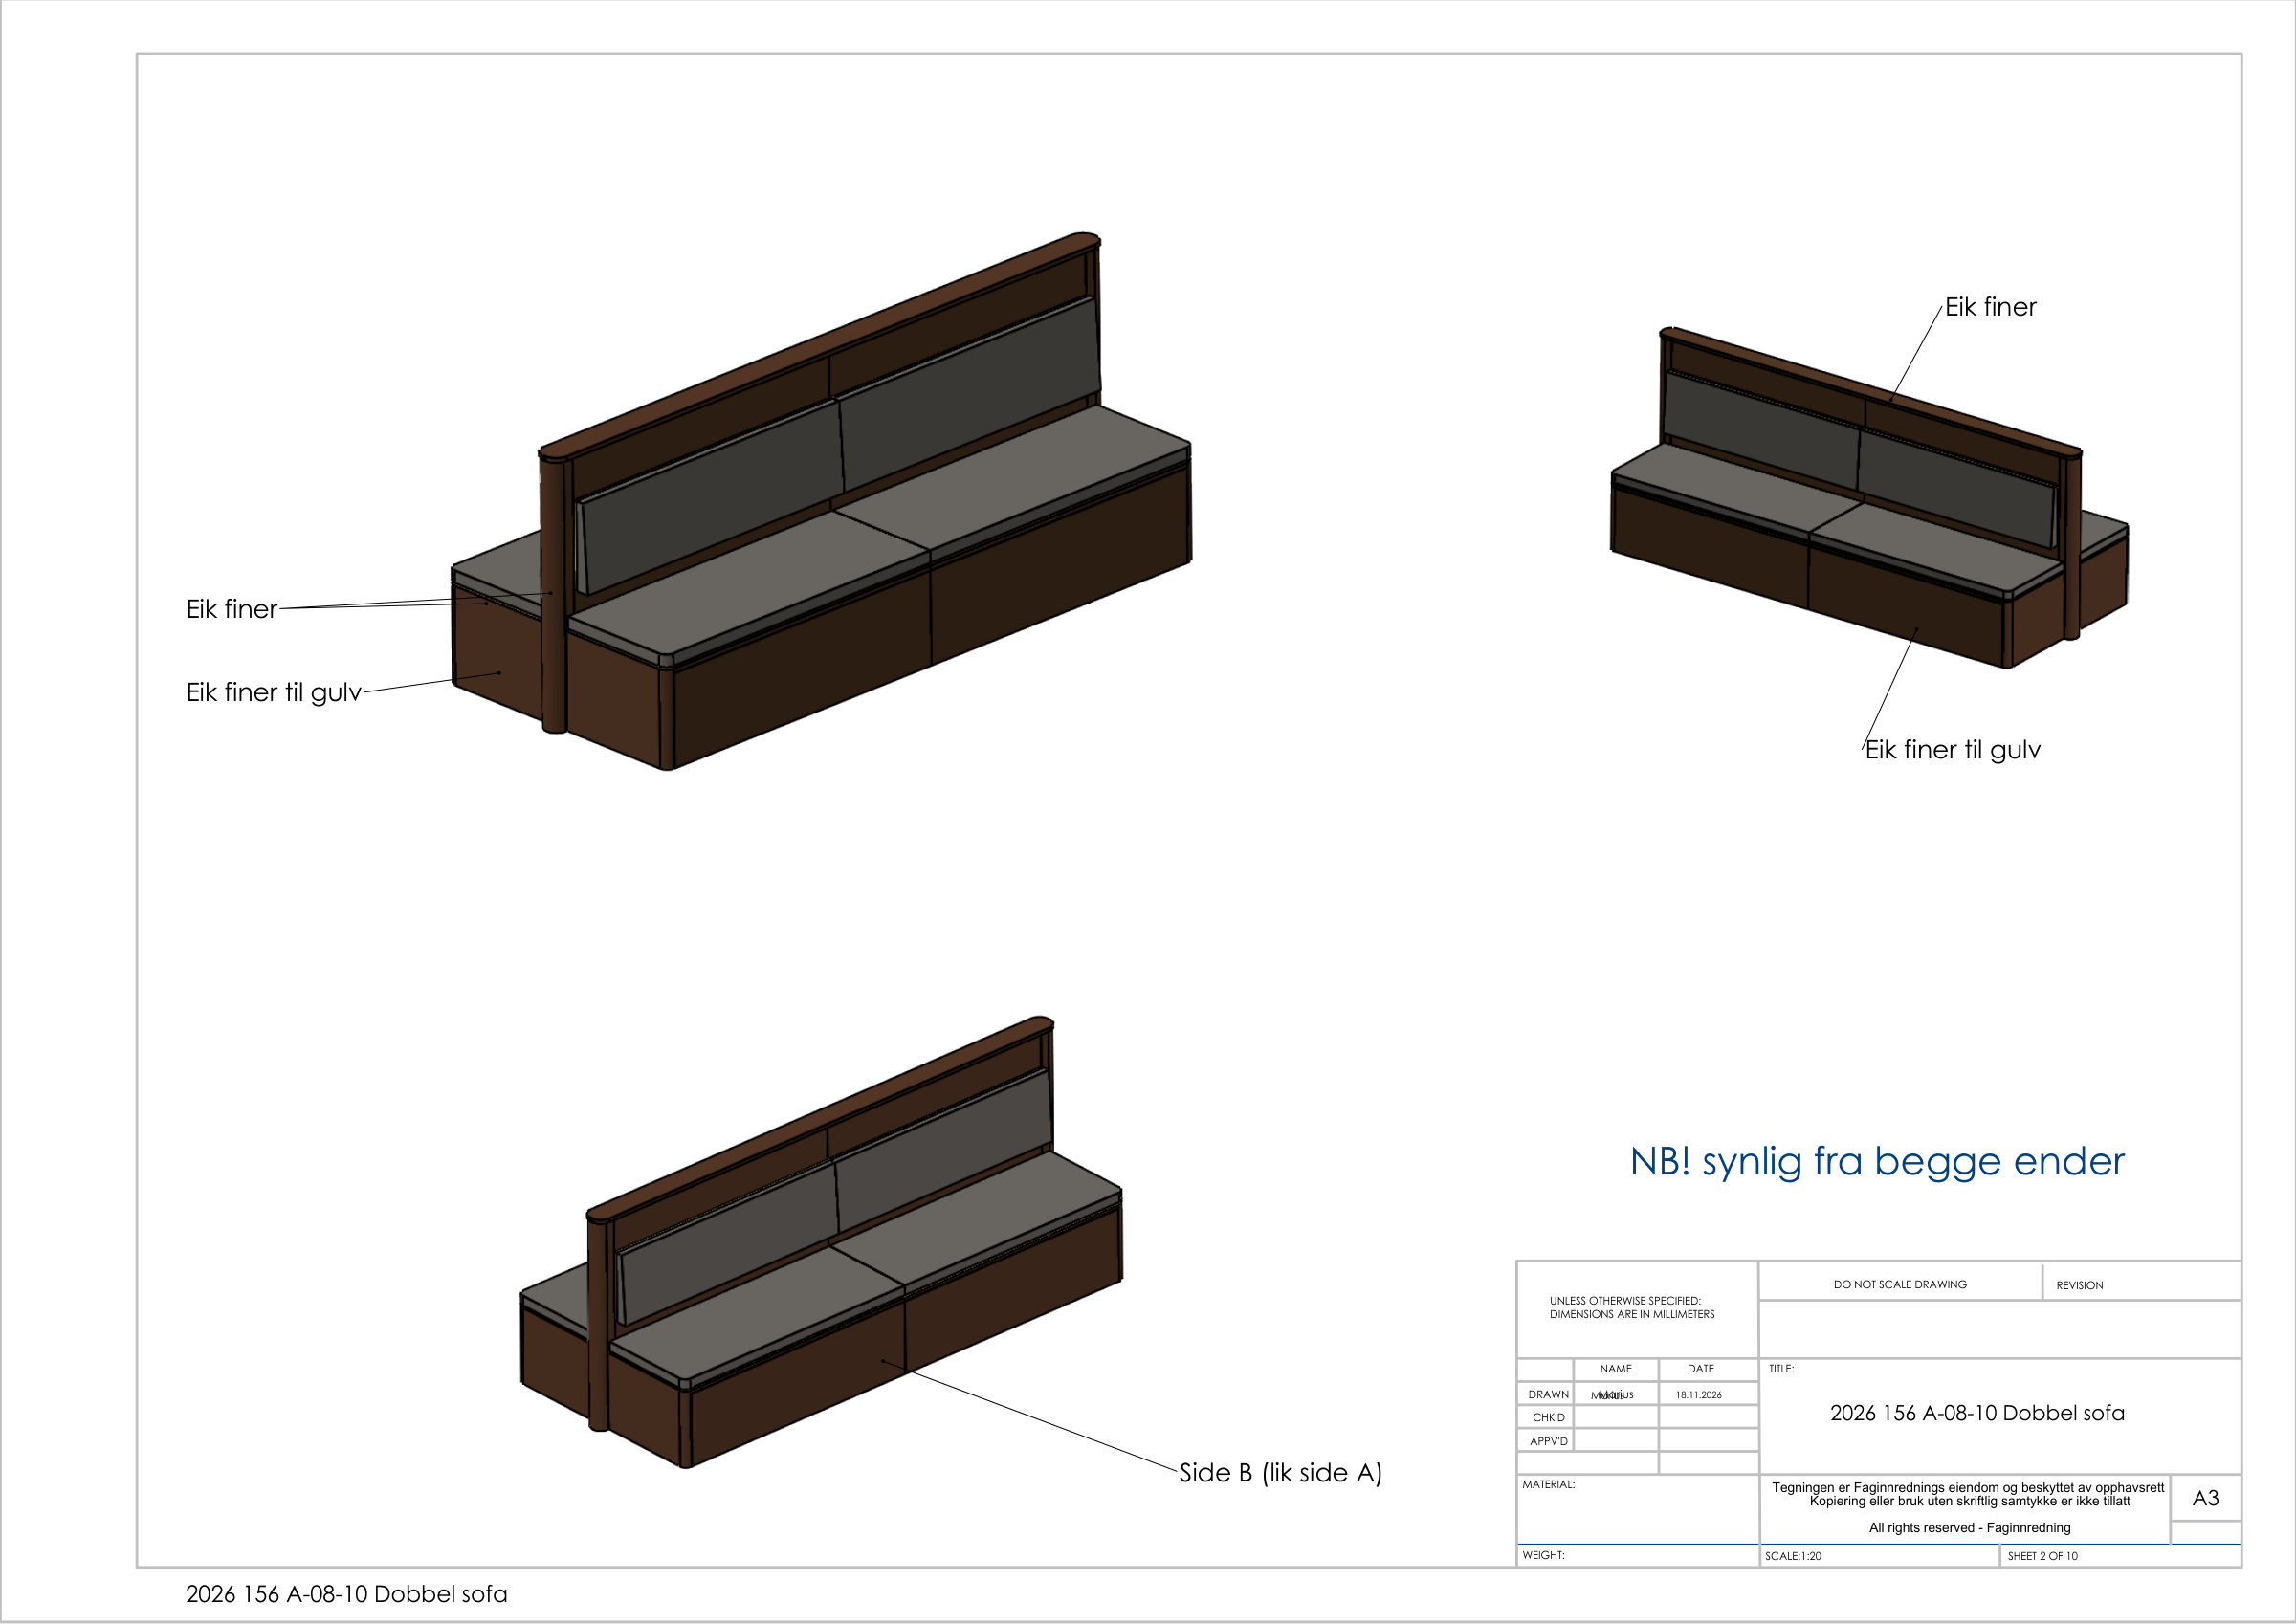 Eik finer
Eik finer
Eik finer til gulv
Eik finer til gulv
NB! synlig fra begge ender
Side B (lik side A)
UNLESS OTHERWISE SPECIFIED:
DIMENSIONS ARE IN MILLIMETERS
DO NOT SCALE DRAWING
REVISION
NAME
DATE
TITLE:
DRAWN
Marius
18.11.2026
CHK'D
APPV'D
2026 156 A-08-10 Dobbel sofa
MATERIAL:
Tegningen er Faginnrednings eiendom og beskyttet av opphavsrett
Kopiering eller bruk uten skriftlig samtykke er ikke tillatt
All rights reserved - Faginnredning
A3
WEIGHT:
SCALE:1:20
SHEET 2 OF 10
2026 156 A-08-10 Dobbel sofa